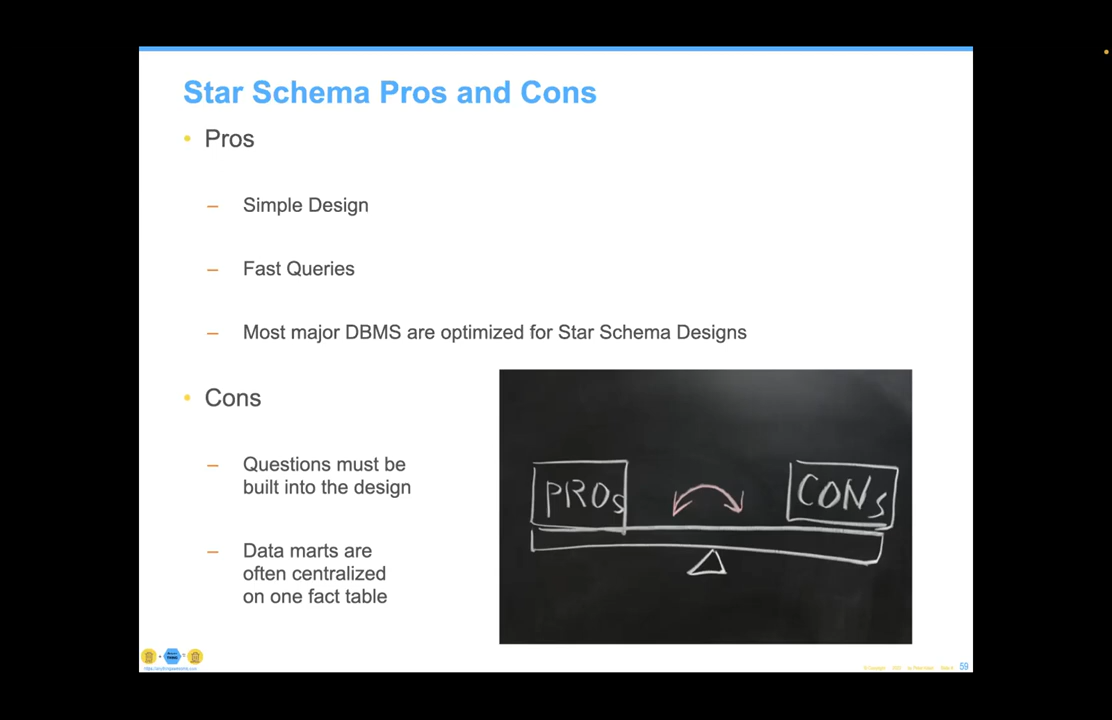 Star Schema Pros and Cons
• Pros
– Simple Design
– Fast Queries
– Most major DBMS are optimized for Star Schema Designs
• Cons
– Questions must be
built into the design
– Data marts are
often centralized
on one fact table
PROs
CONs
59